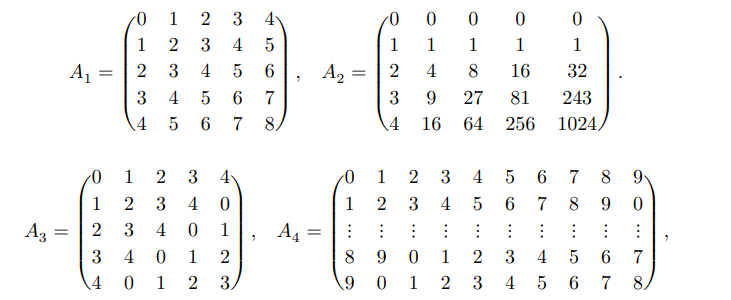 A₁ = ( 0 1 2 3 4
1 2 3 4 5
2 3 4 5 6
3 4 5 6 7
4 5 6 7 8 ) ,
A₂ = ( 0 0 0 0 0
1 1 1 1 1
2 4 8 16 32
3 9 27 81 243
4 16 64 256 1024 ) .
A₃ = ( 0 1 2 3 4
1 2 3 4 0
2 3 4 0 1
3 4 0 1 2
4 0 1 2 3 ) ,
A₄ = ( 0 1 2 3 4 5 6 7 8 9
1 2 3 4 5 6 7 8 9 0
⋮ ⋮ ⋮ ⋮ ⋮ ⋮ ⋮ ⋮ ⋮ ⋮
8 9 0 1 2 3 4 5 6 7
9 0 1 2 3 4 5 6 7 8 ) ,